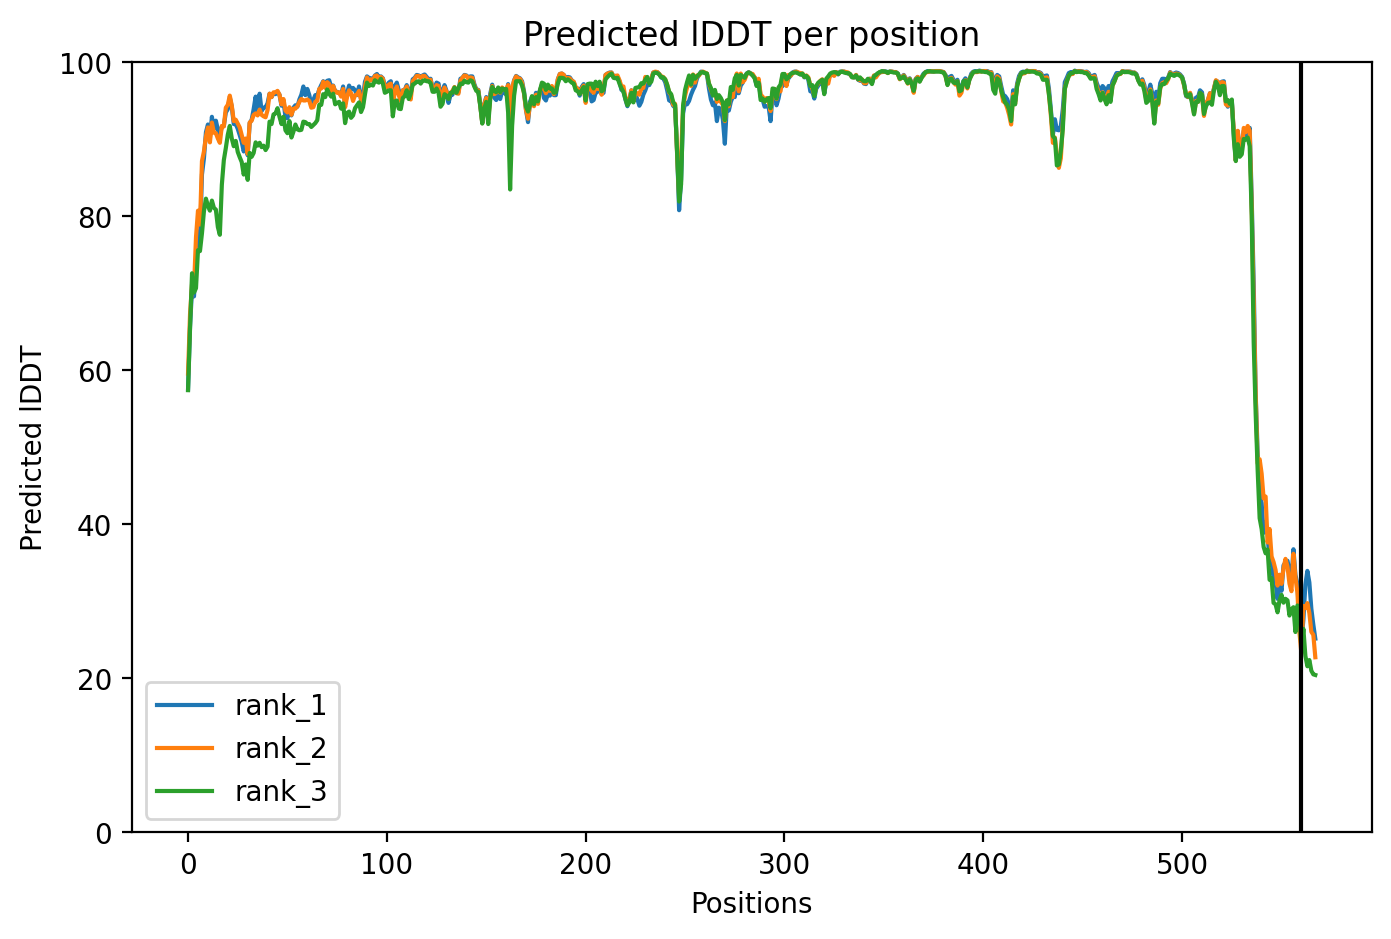 Predicted lDDT per position
Predicted lDDT
100
80
60
40
20
0
rank_1
rank_2
rank_3
0 100 200 300 400 500
Positions